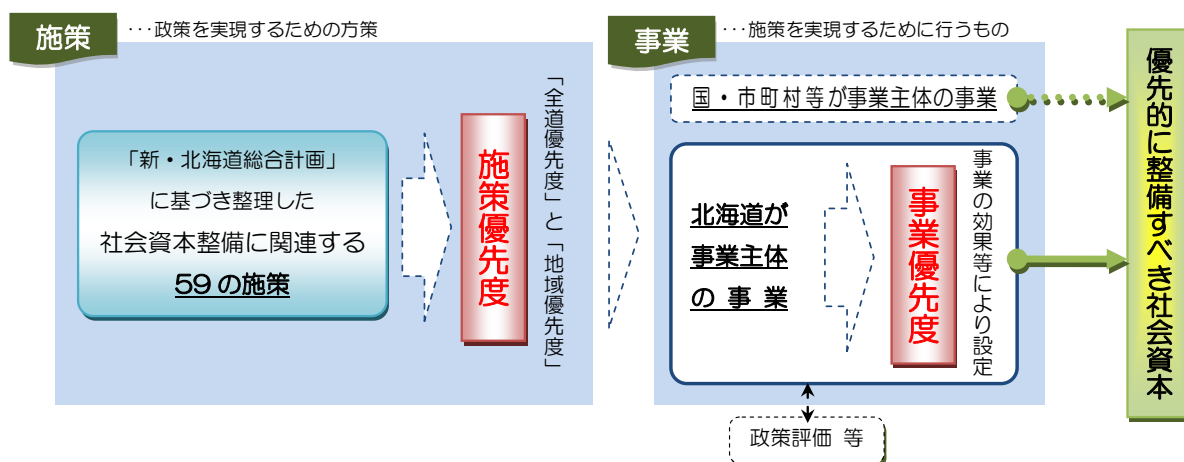 施策
･･･政策を実現するための方策
「新・北海道総合計画」
に基づき整理した
社会資本整備に関連する
59の施策
施策優先度
「全道優先度」と「地域優先度」
事業
･･･施策を実現するために行うもの
国・市町村等が事業主体の事業
北海道が
事業主体
の 事 業
事業優先度
事業の効果等により設定
政策評価 等
優先的に整備すべき社会資本